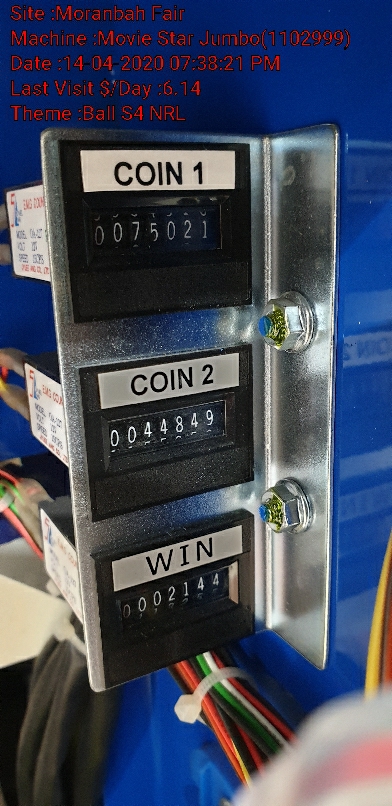 Site :Moranbah Fair
Machine :Movie Star Jumbo(1102999)
Date :14-04-2020 07:38:21 PM
Last Visit $/Day :6.14
Theme :Ball S4 NRL
COIN 1
0075021
COIN 2
0044849
WIN
0002144